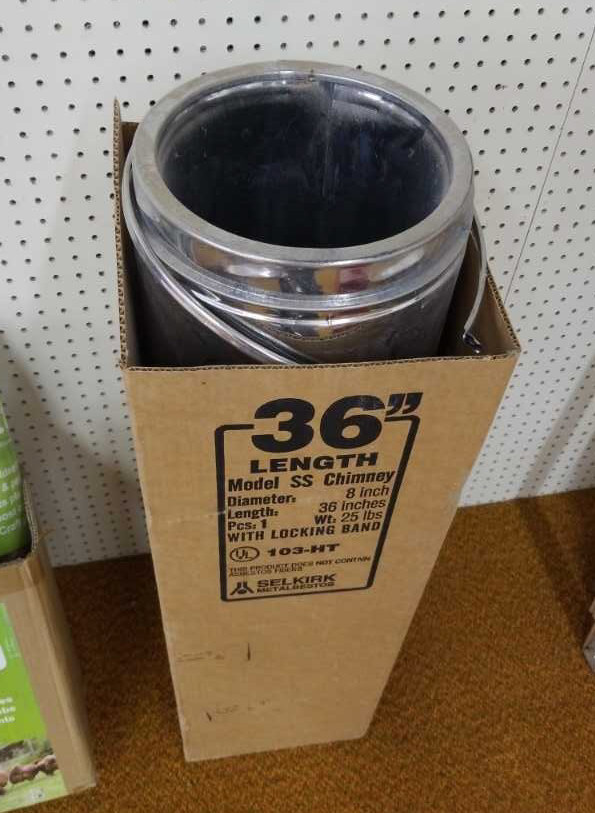 36”
LENGTH
Model SS Chimney
Diameter: 8 inch
Length: 36 inches
Pcs: 1 Wt: 25 lbs
WITH LOCKING BAND
UL 103-HT
THIS PRODUCT DOES NOT CONTAIN
ASBESTOS FIBERS
SELKIRK
METALBESTOS